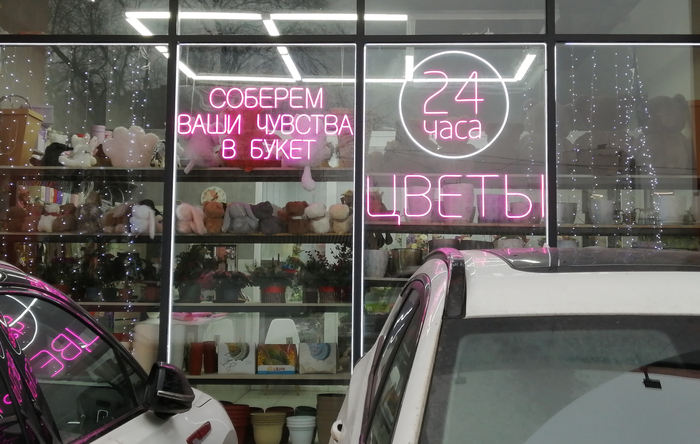 СОБЕРЕМ
ВАШИ ЧУВСТВА
В БУКЕТ
24
часа
ЦВЕТЫ